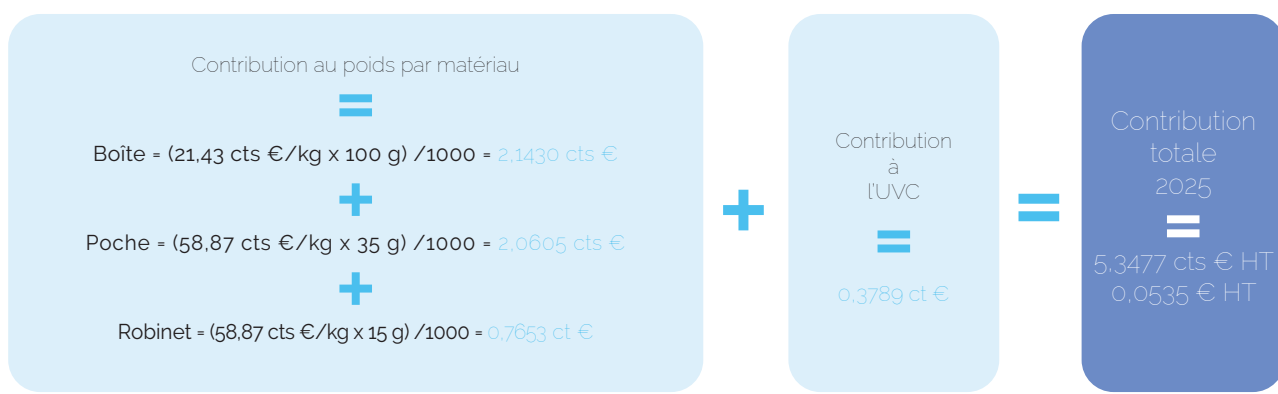 Contribution au poids par matériau
=
Boîte = (21,43 cts €/kg x 100 g) /1000 = 2,1430 cts €
+
Poche = (58,87 cts €/kg x 35 g) /1000 = 2,0605 cts €
+
Robinet = (58,87 cts €/kg x 15 g) /1000 = 0,7653 ct €
+
Contribution
à
l'UVC
=
0,3789 ct €
=
Contribution
totale
2025
=
5,3477 cts € HT
0,0535 € HT